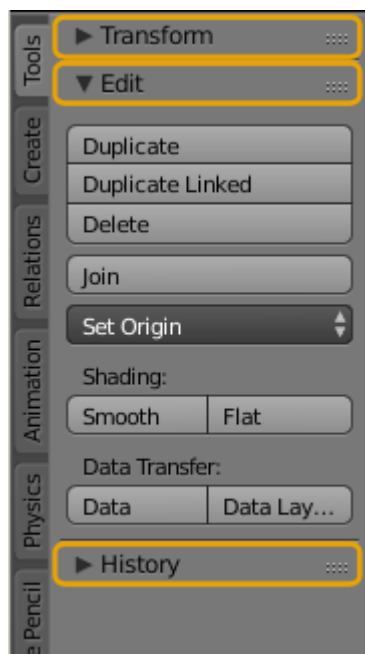 Tools
Create
Relations
Animation
Physics
e Pencil
Transform
Edit
Duplicate
Duplicate Linked
Delete
Join
Set Origin
Shading:
Smooth Flat
Data Transfer:
Data Data Lay...
History